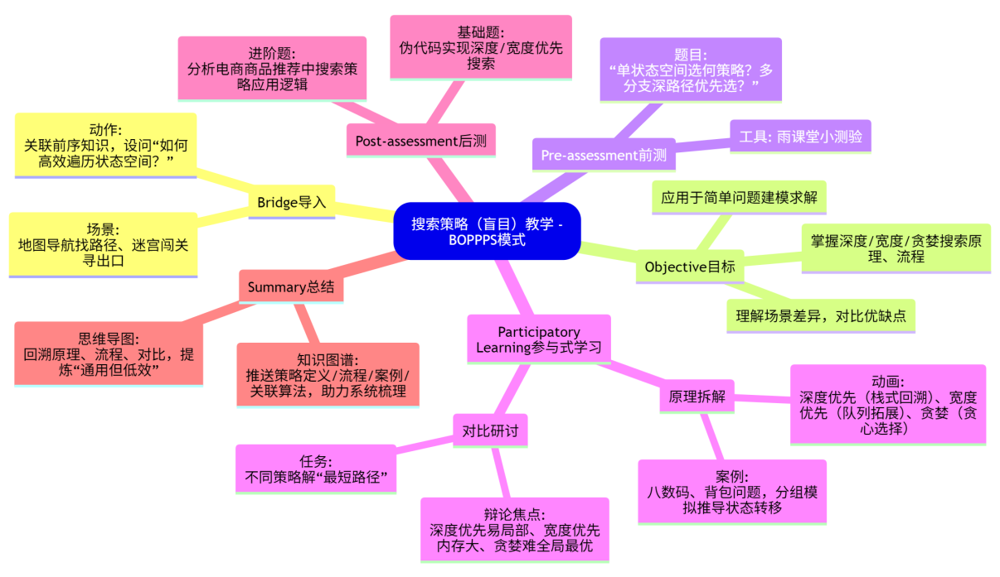 搜索策略（盲目）教学 -
BOPPPS模式
Bridge导入
动作:
关联前序知识，设问“如何
高效遍历状态空间？”
场景:
地图导航找路径、迷宫闯关
寻出口
Objective目标
应用于简单问题建模求解
掌握深度/宽度/贪婪搜索原
理、流程
理解场景差异，对比优缺点
Pre-assessment前测
题目:
“单状态空间选何策略？多
分支深路径优先选？”
工具: 雨课堂小测验
Participatory
Learning参与式学习
原理拆解
动画:
深度优先（栈式回溯）、宽度
优先（队列拓展）、贪婪（贪
心选择）
案例:
八数码、背包问题，分组模
拟推导状态转移
对比研讨
任务:
不同策略解“最短路径”
辩论焦点:
深度优先易局部、宽度优先
内存大、贪婪难全局最优
Post-assessment后测
基础题:
伪代码实现深度/宽度优先
搜索
进阶题:
分析电商商品推荐中搜索策
略应用逻辑
Summary总结
思维导图:
回溯原理、流程、对比，提
炼“通用但低效”
知识图谱:
推送策略定义/流程/案例/
关联算法，助力系统梳理